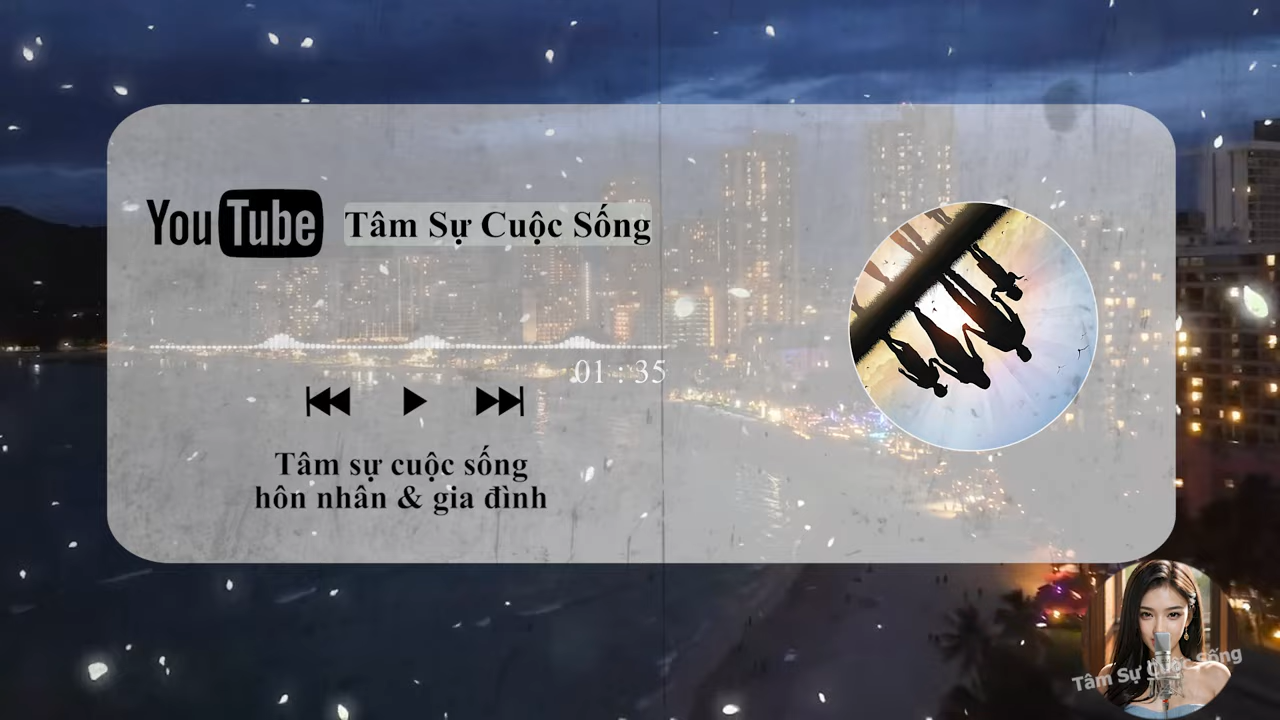 YouTube
Tâm Sự Cuộc Sống
01 : 35
Tâm sự cuộc sống
hôn nhân & gia đình
Tâm Sự Cuộc Sống